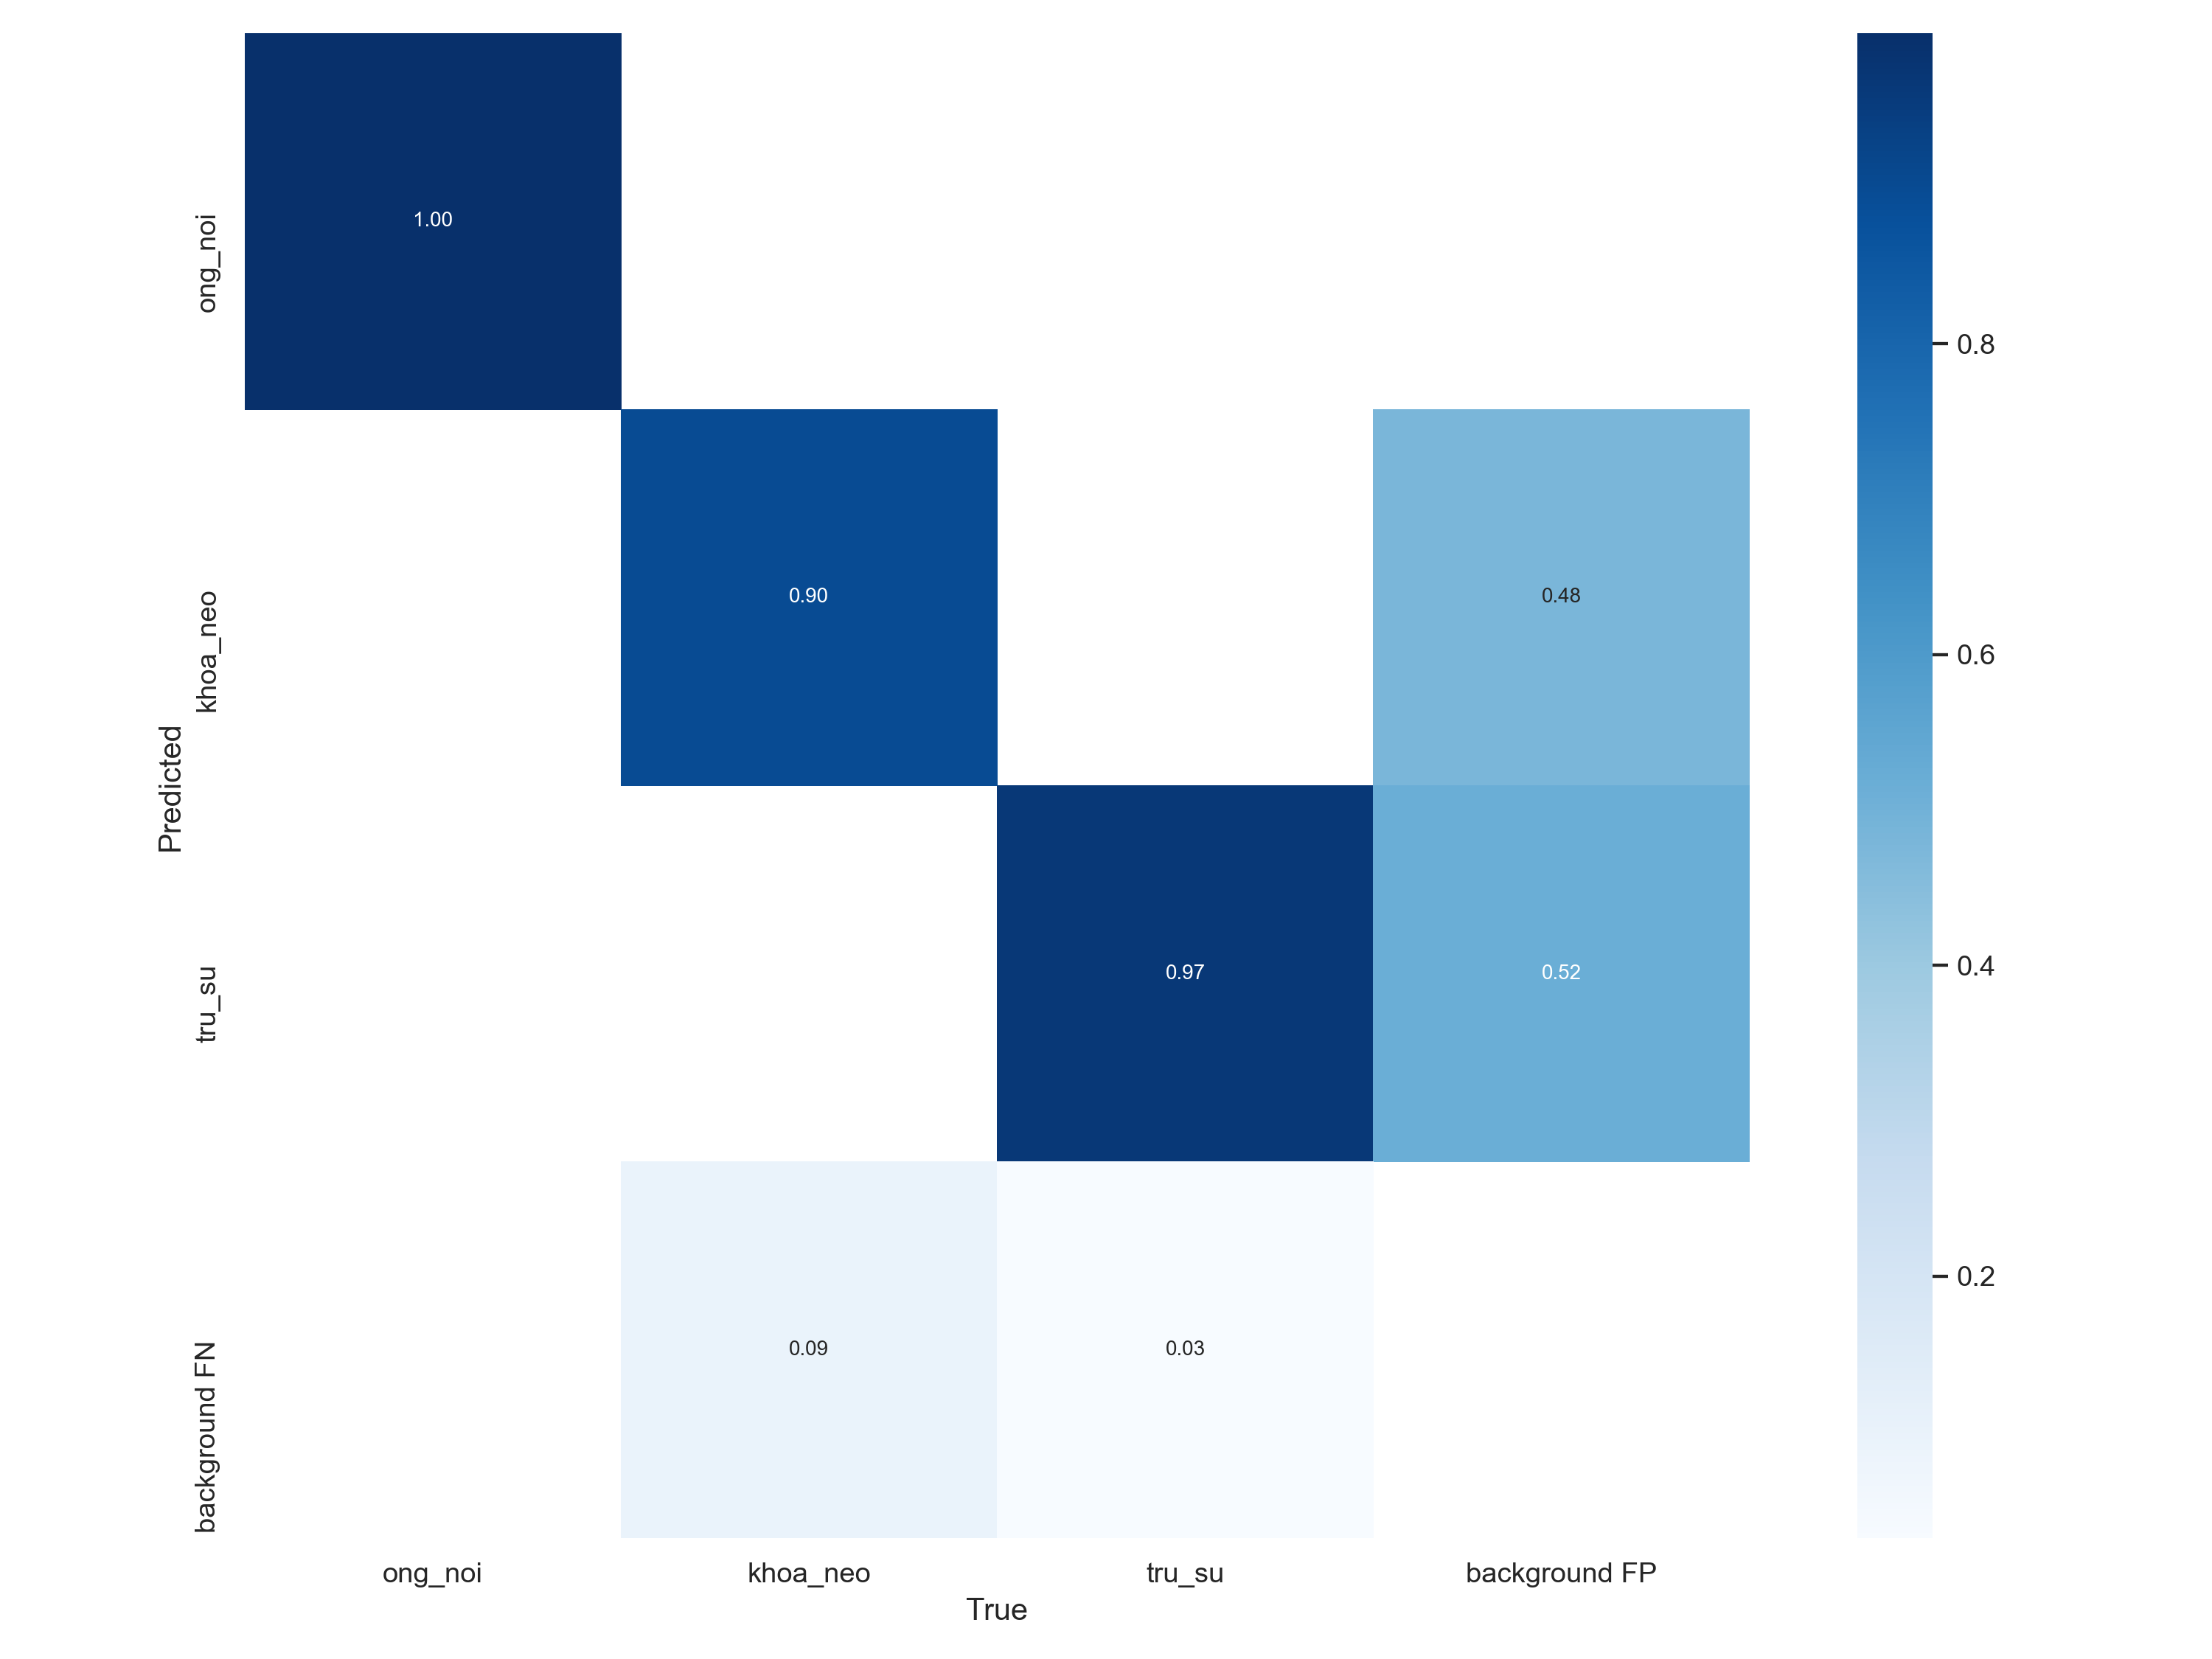 ong_noi
1.00
khoa_neo
0.90
0.48
Predicted
tru_su
0.97
0.52
background FN
0.09
0.03
ong_noi
khoa_neo
tru_su
background FP
True
0.8
0.6
0.4
0.2